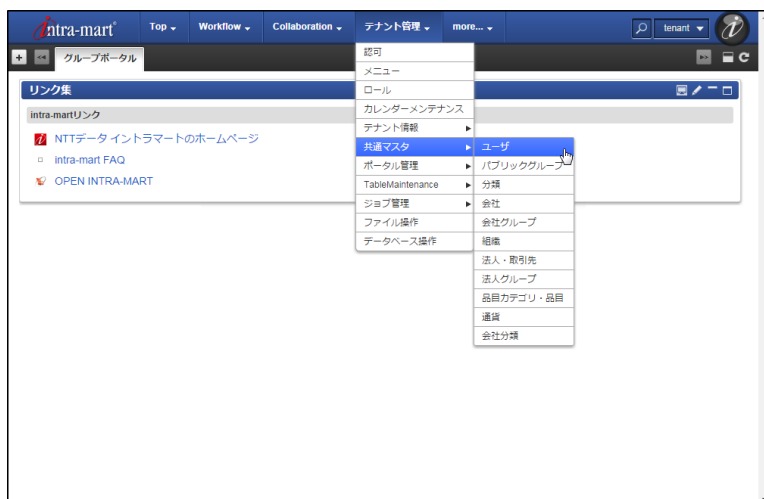 intra-mart
Top
Workflow
Collaboration
テナント管理
more...
tenant
グループポータル
リンク集
intra-martリンク
NTTデータ イントラマートのホームページ
intra-mart FAQ
OPEN INTRA-MART
認可
メニュー
ロール
カレンダーメンテナンス
テナント情報
共通マスタ
ポータル管理
TableMaintenance
ジョブ管理
ファイル操作
データベース操作
ユーザ
パブリックグループ
分類
会社
会社グループ
組織
法人・取引先
法人グループ
品目カテゴリ・品目
通貨
会社分類